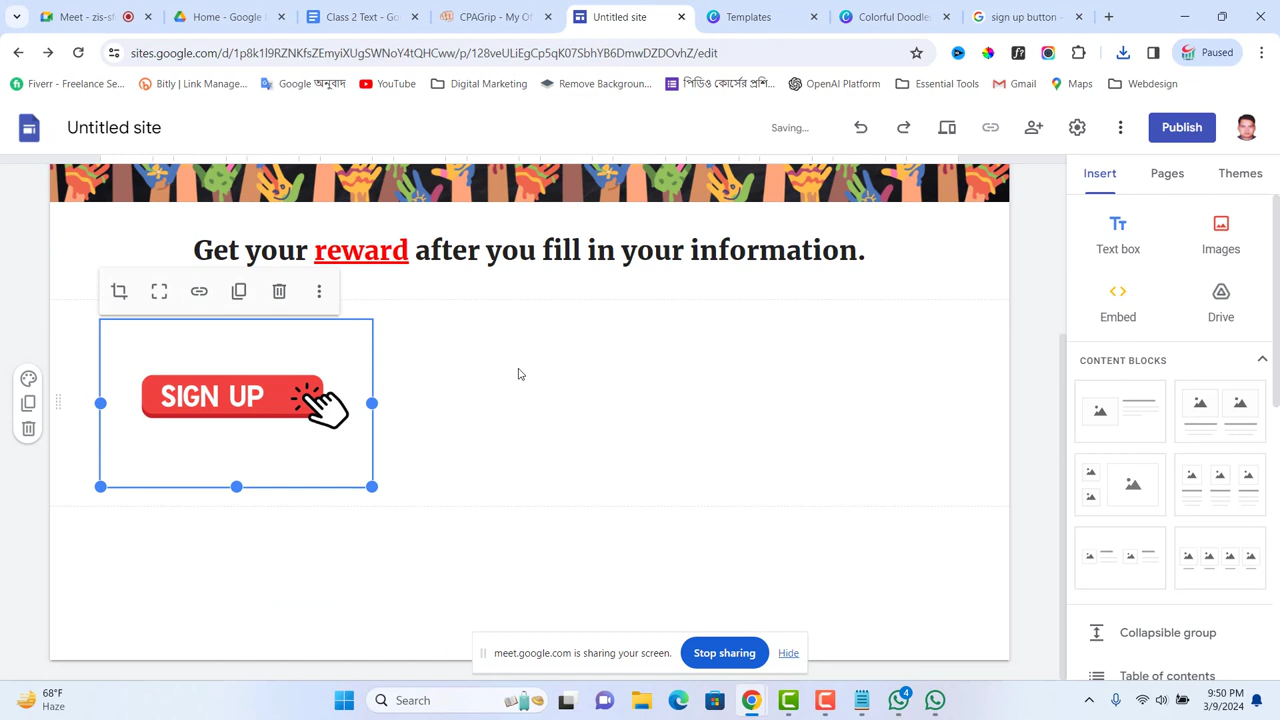 Meet - zis-s
Home - Google
Class 2 Text - Go
CPAGrip - My Of
Untitled site
Templates
Colorful Doodle
sign up button -
sites.google.com/d/1p8k1l9RZNKfsZEmyiXUgSWNoY4tQHCww/p/128veULiEgCp5qK07SbhYB6DmwDZDOvhZ/edit
Paused
Fiverr - Freelance Se...
Bitly | Link Manage...
Google অনুবাদ
YouTube
Digital Marketing
Remove Background...
পিডিও কোর্সের প্রশি...
OpenAI Platform
Essential Tools
Gmail
Maps
Webdesign
Untitled site
Saving...
Publish
Insert
Pages
Themes
Get your reward after you fill in your information.
SIGN UP
Text box
Images
Embed
Drive
CONTENT BLOCKS
Collapsible group
Table of contents
meet.google.com is sharing your screen.
Stop sharing
Hide
68°F
Haze
Search
4
9:50 PM
3/9/2024